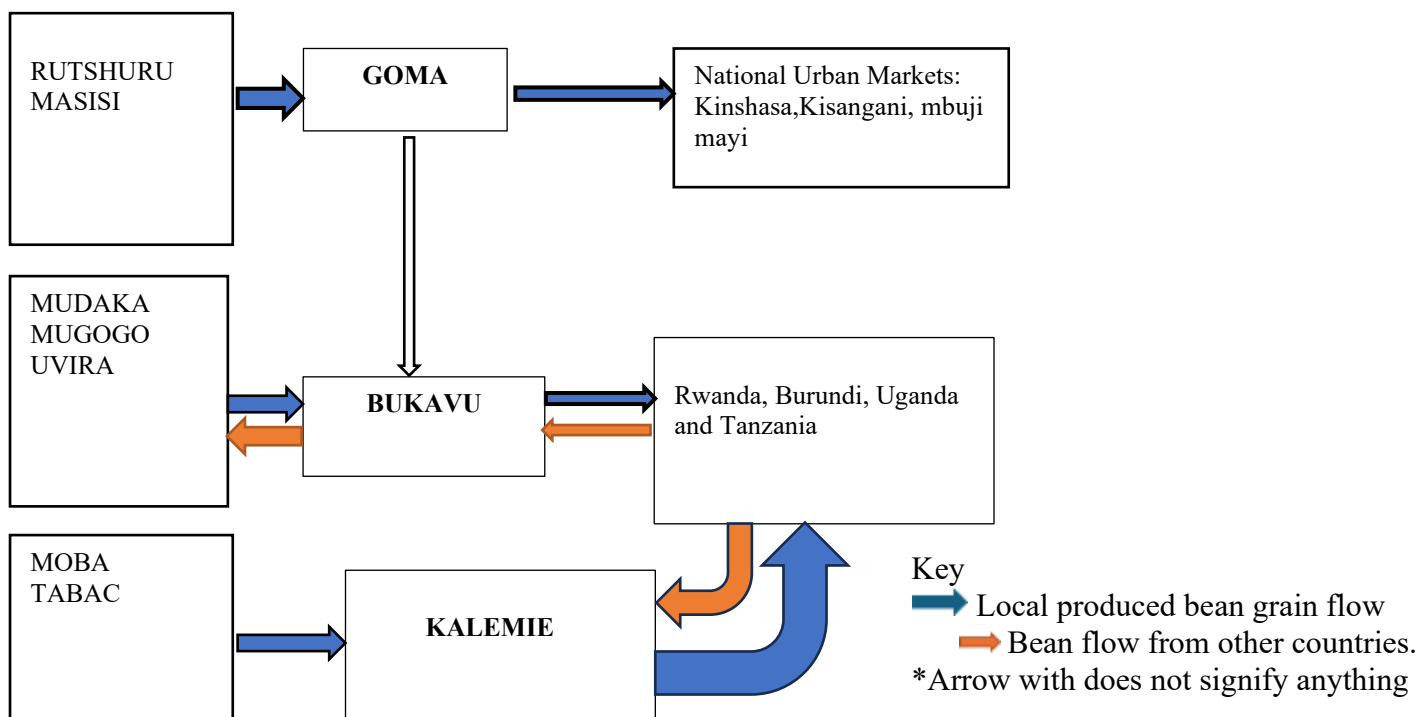 RUTSHURU
MASISI
GOMA
National Urban Markets:
Kinshasa,Kisangani, mbuji
mayi
MUDAKA
MUGOGO
UVIRA
BUKAVU
Rwanda, Burundi, Uganda
and Tanzania
MOBA
TABAC
KALEMIE
Key
Local produced bean grain flow
Bean flow from other countries.
*Arrow with does not signify anything